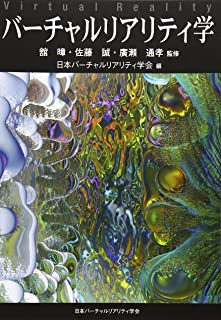 Virtual Reality
バーチャルリアリティ学
舘 暲・佐藤 誠・廣瀬 通孝 監修
日本バーチャルリアリティ学会 編
日本バーチャルリアリティ学会